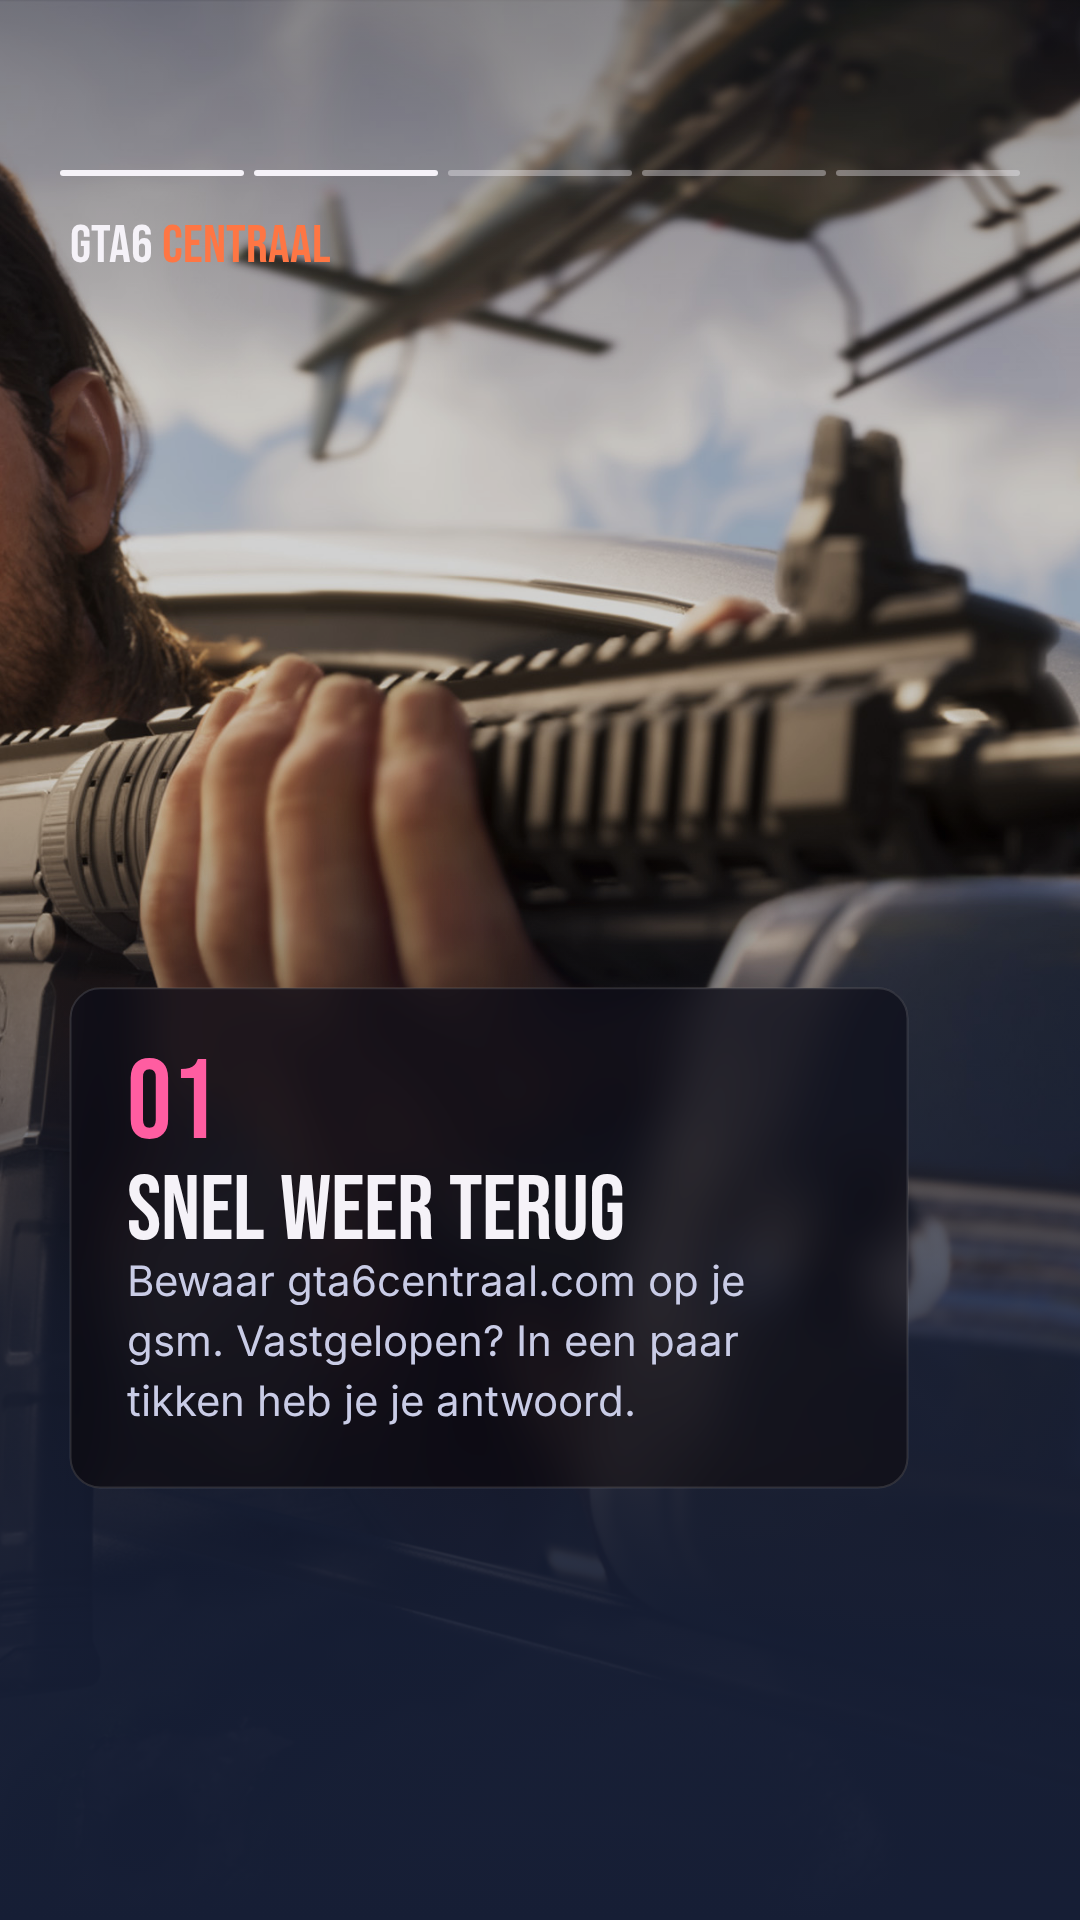 GTA6 CENTRAAL
01
SNEL WEER TERUG
Bewaar gta6centraal.com op je
gsm. Vastgelopen? In een paar
tikken heb je je antwoord.